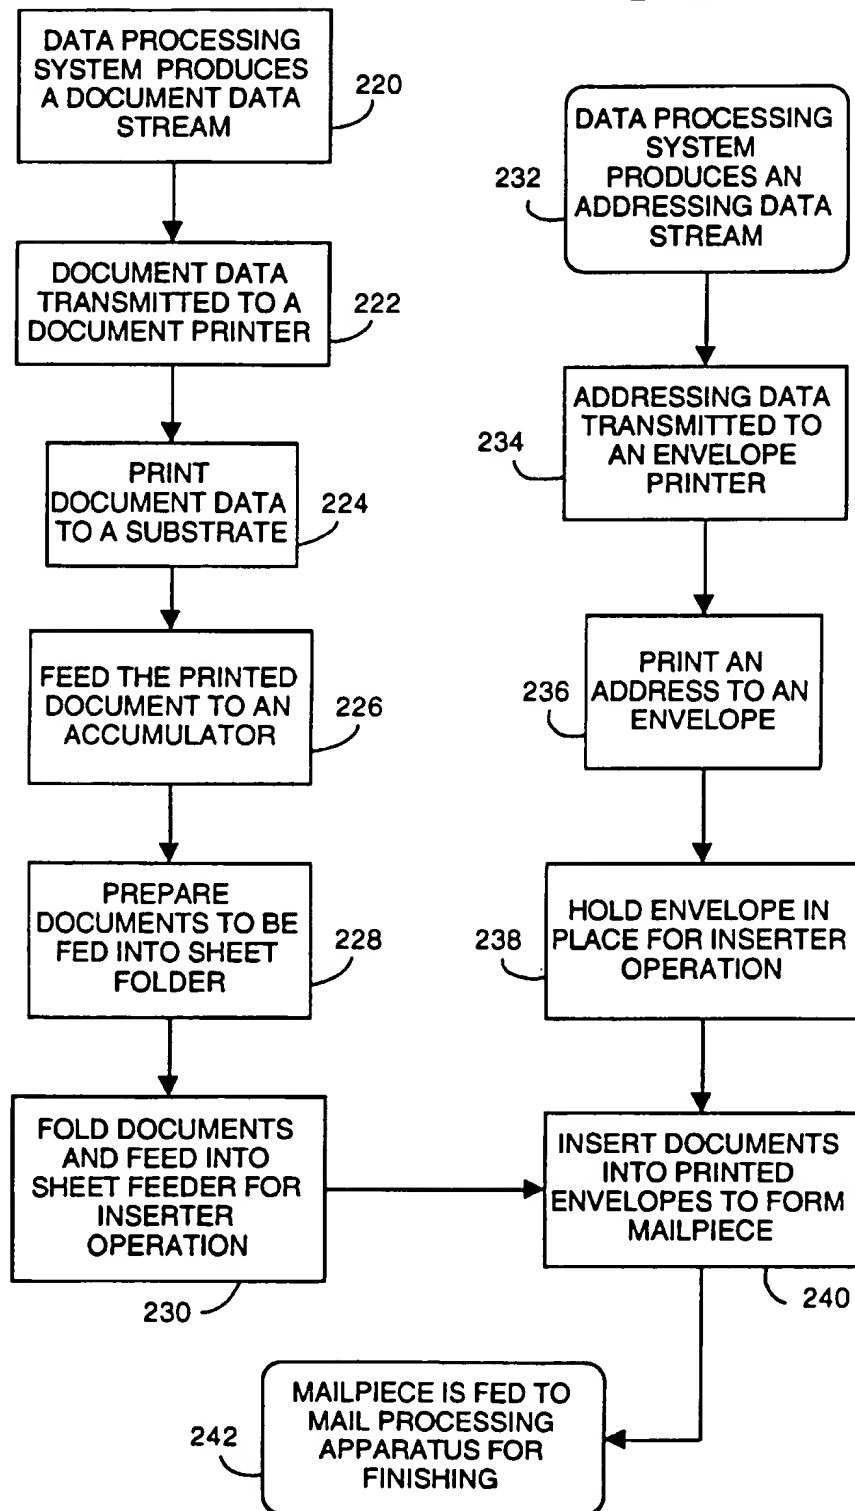 DATA PROCESSING
SYSTEM PRODUCES
A DOCUMENT DATA
STREAM
220
DOCUMENT DATA
TRANSMITTED TO A
DOCUMENT PRINTER
222
PRINT
DOCUMENT DATA
TO A SUBSTRATE
224
FEED THE PRINTED
DOCUMENT TO AN
ACCUMULATOR
226
PREPARE
DOCUMENTS TO BE
FED INTO SHEET
FOLDER
228
FOLD DOCUMENTS
AND FEED INTO
SHEET FEEDER FOR
INSERTER
OPERATION
230
DATA PROCESSING
SYSTEM
PRODUCES AN
ADDRESSING DATA
STREAM
232
ADDRESSING DATA
TRANSMITTED TO
AN ENVELOPE
PRINTER
234
PRINT AN
ADDRESS TO AN
ENVELOPE
236
HOLD ENVELOPE IN
PLACE FOR INSERTER
OPERATION
238
INSERT DOCUMENTS
INTO PRINTED
ENVELOPES TO FORM
MAILPIECE
240
MAILPIECE IS FED TO
MAIL PROCESSING
APPARATUS FOR
FINISHING
242